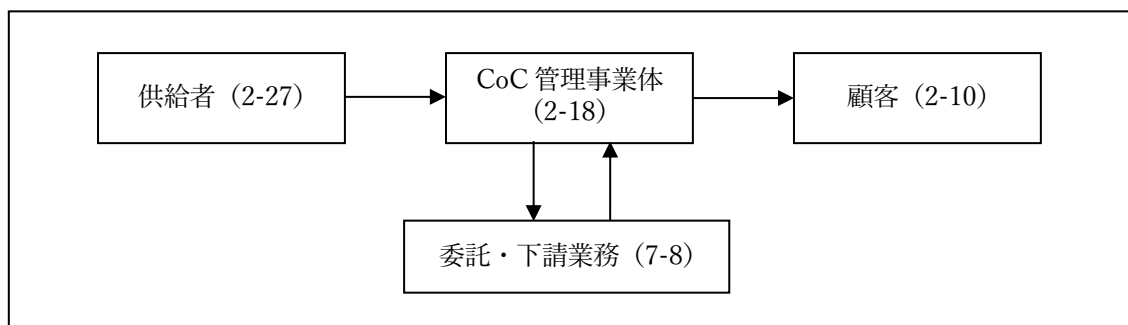 供給者（2-27）
CoC 管理事業体
(2-18)
顧客（2-10）
委託・下請業務（7-8）